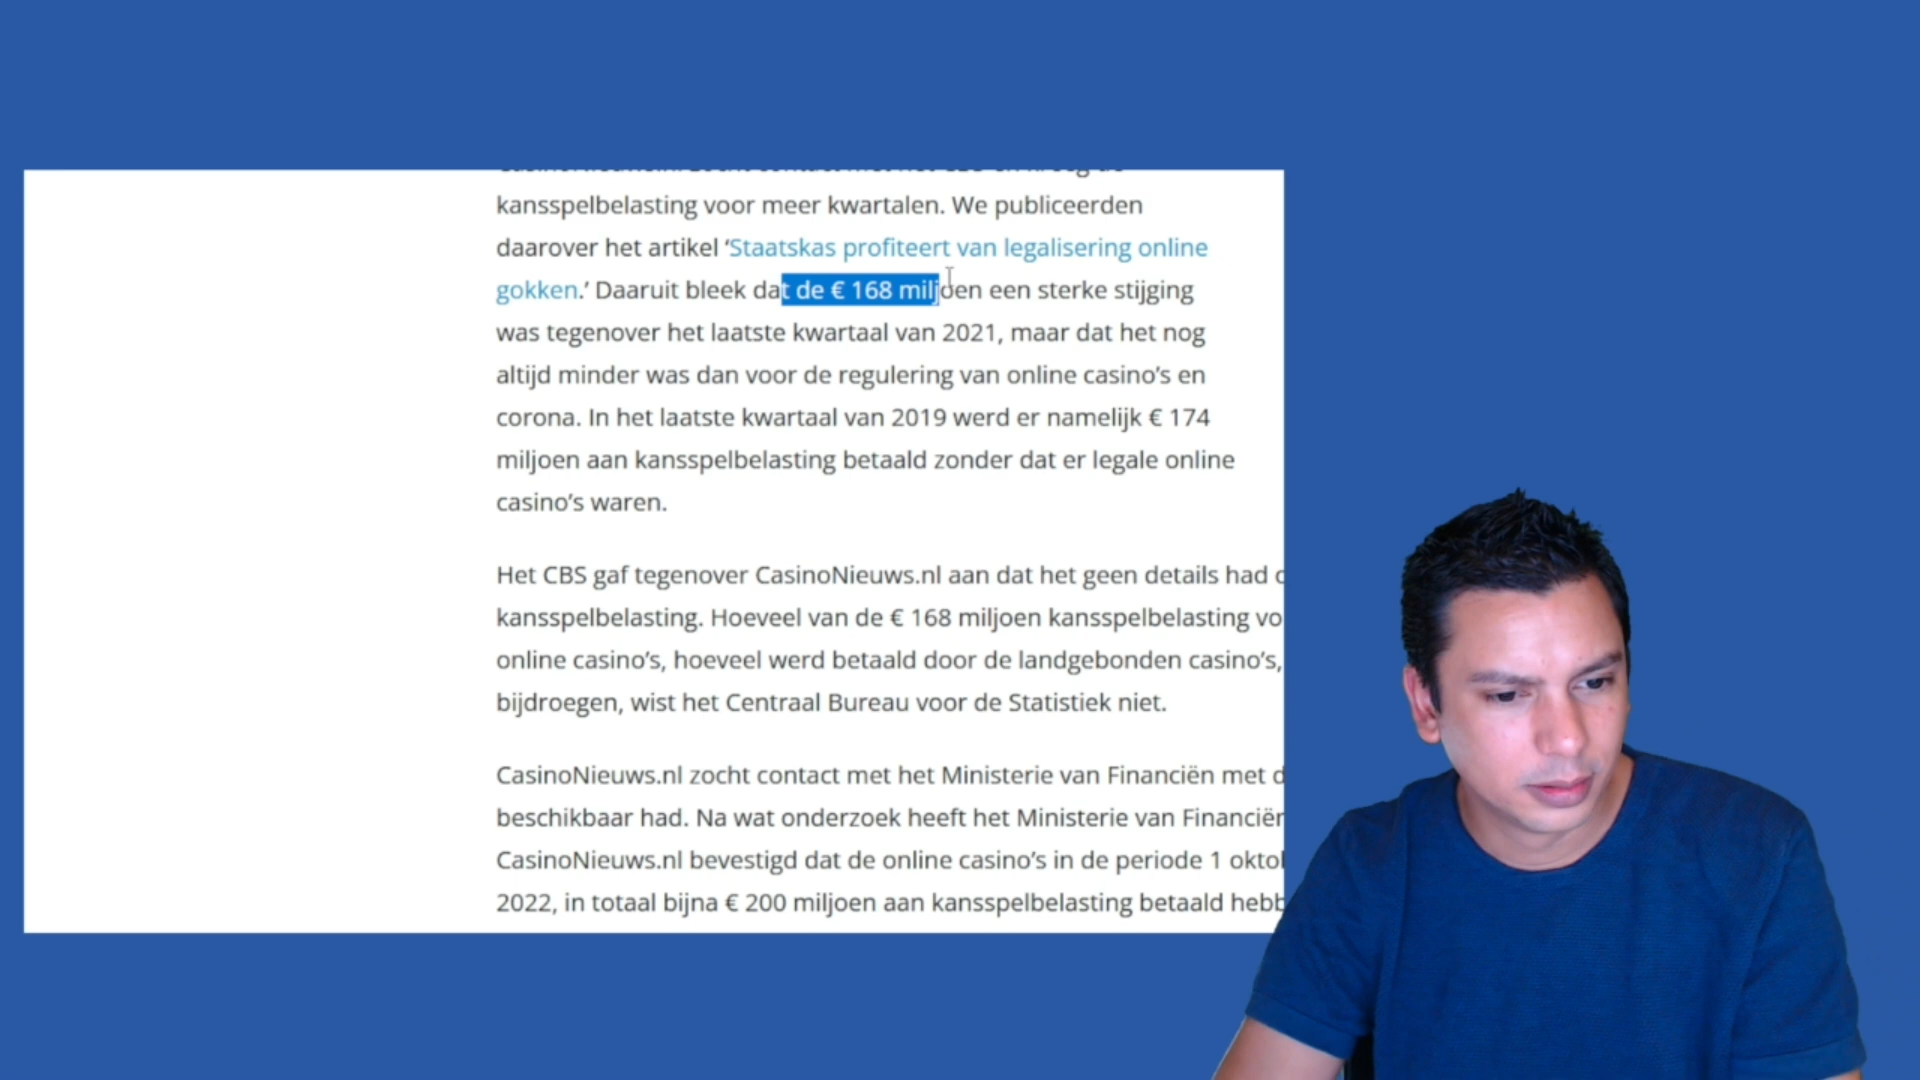 kansspelbelasting voor meer kwartalen. We publiceerden
daarover het artikel ‘Staatskas profiteert van legalisering online
gokken.’ Daaruit bleek dat de € 168 miljoen een sterke stijging
was tegenover het laatste kwartaal van 2021, maar dat het nog
altijd minder was dan voor de regulering van online casino’s en
corona. In het laatste kwartaal van 2019 werd er namelijk € 174
miljoen aan kansspelbelasting betaald zonder dat er legale online
casino’s waren.
Het CBS gaf tegenover CasinoNieuws.nl aan dat het geen details had
kansspelbelasting. Hoeveel van de € 168 miljoen kansspelbelasting vo
online casino’s, hoeveel werd betaald door de landgebonden casino’s,
bijdroegen, wist het Centraal Bureau voor de Statistiek niet.
CasinoNieuws.nl zocht contact met het Ministerie van Financiën met d
beschikbaar had. Na wat onderzoek heeft het Ministerie van Financiën
CasinoNieuws.nl bevestigd dat de online casino’s in de periode 1 okto
2022, in totaal bijna € 200 miljoen aan kansspelbelasting betaald hebb